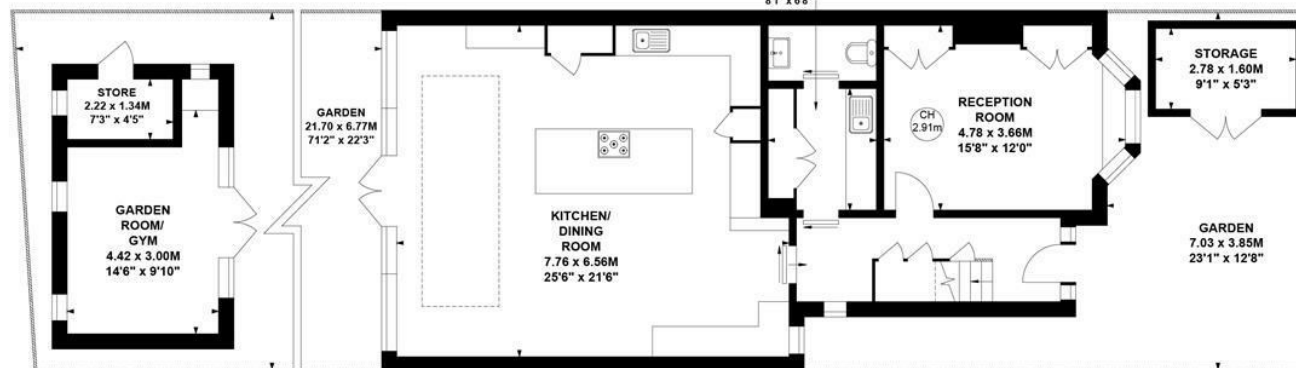 STORE
2.22 x 1.34M
7'3" x 4'5"
GARDEN
ROOM/
GYM
4.42 x 3.00M
14'6" x 9'10"
GARDEN
21.70 x 6.77M
71'2" x 22'3"
KITCHEN/
DINING
ROOM
7.76 x 6.56M
25'6" x 21'6"
CH
2.91m
RECEPTION
ROOM
4.78 x 3.66M
15'8" x 12'0"
STORAGE
2.78 x 1.60M
9'1" x 5'3"
GARDEN
7.03 x 3.85M
23'1" x 12'8"